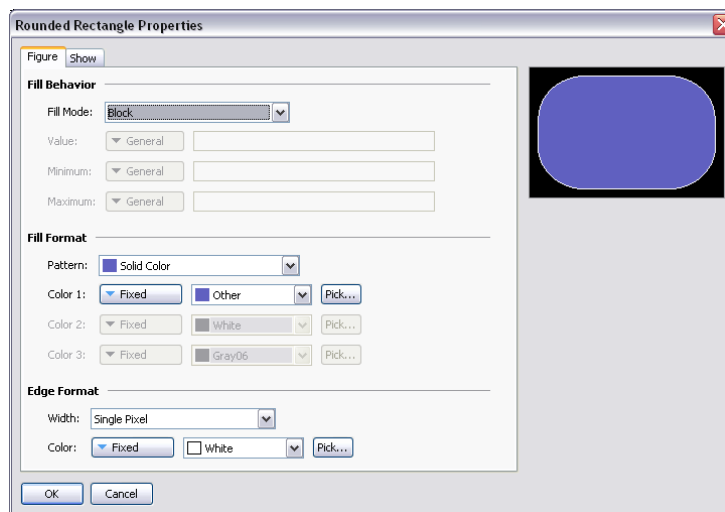 Rounded Rectangle Properties
Figure Show
Fill Behavior
Fill Mode: Block
Value: General
Minimum: General
Maximum: General
Fill Format
Pattern: Solid Color
Color 1: Fixed Other Pick...
Color 2: Fixed White Pick...
Color 3: Fixed Gray06 Pick...
Edge Format
Width: Single Pixel
Color: Fixed White Pick...
OK Cancel